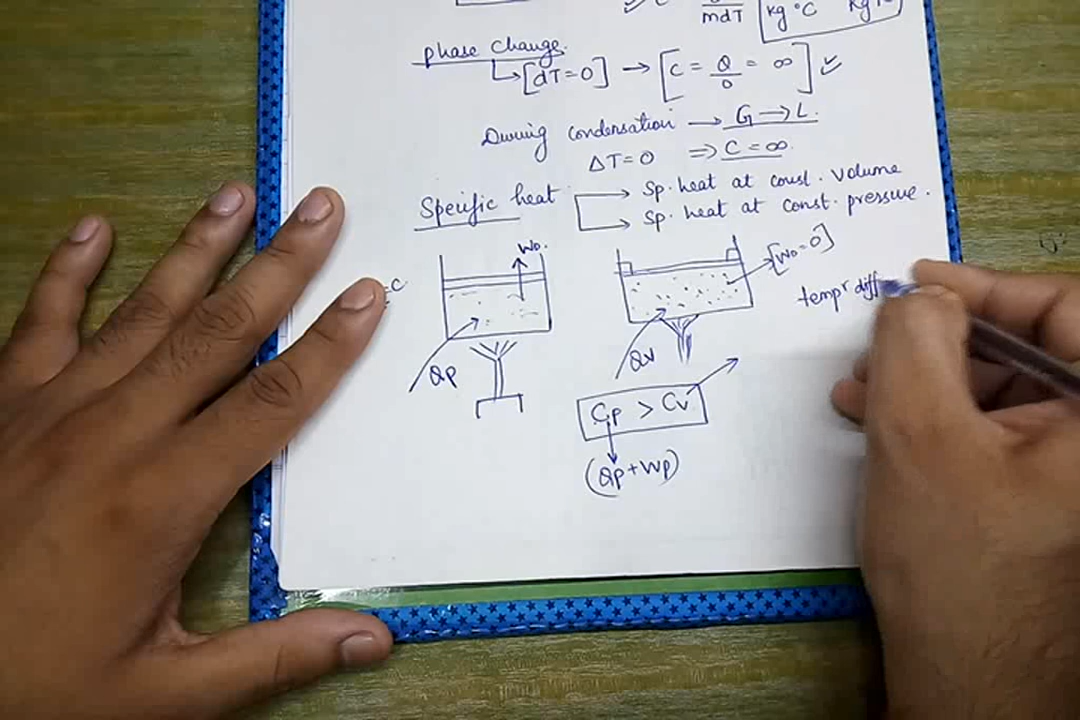 mdT
kg °C
phase Change.
[dT=0] → [C = Q/0 = ∞] ✓
During condensation → G → L.
ΔT=0 ⇒ C = ∞
Specific heat
Sp. heat at const. volume
Sp. heat at const. pressure.
Wo.
[Wo=0]
C
temp^r diff
Qp
Qv
Cp > Cv
(Qp+Wp)